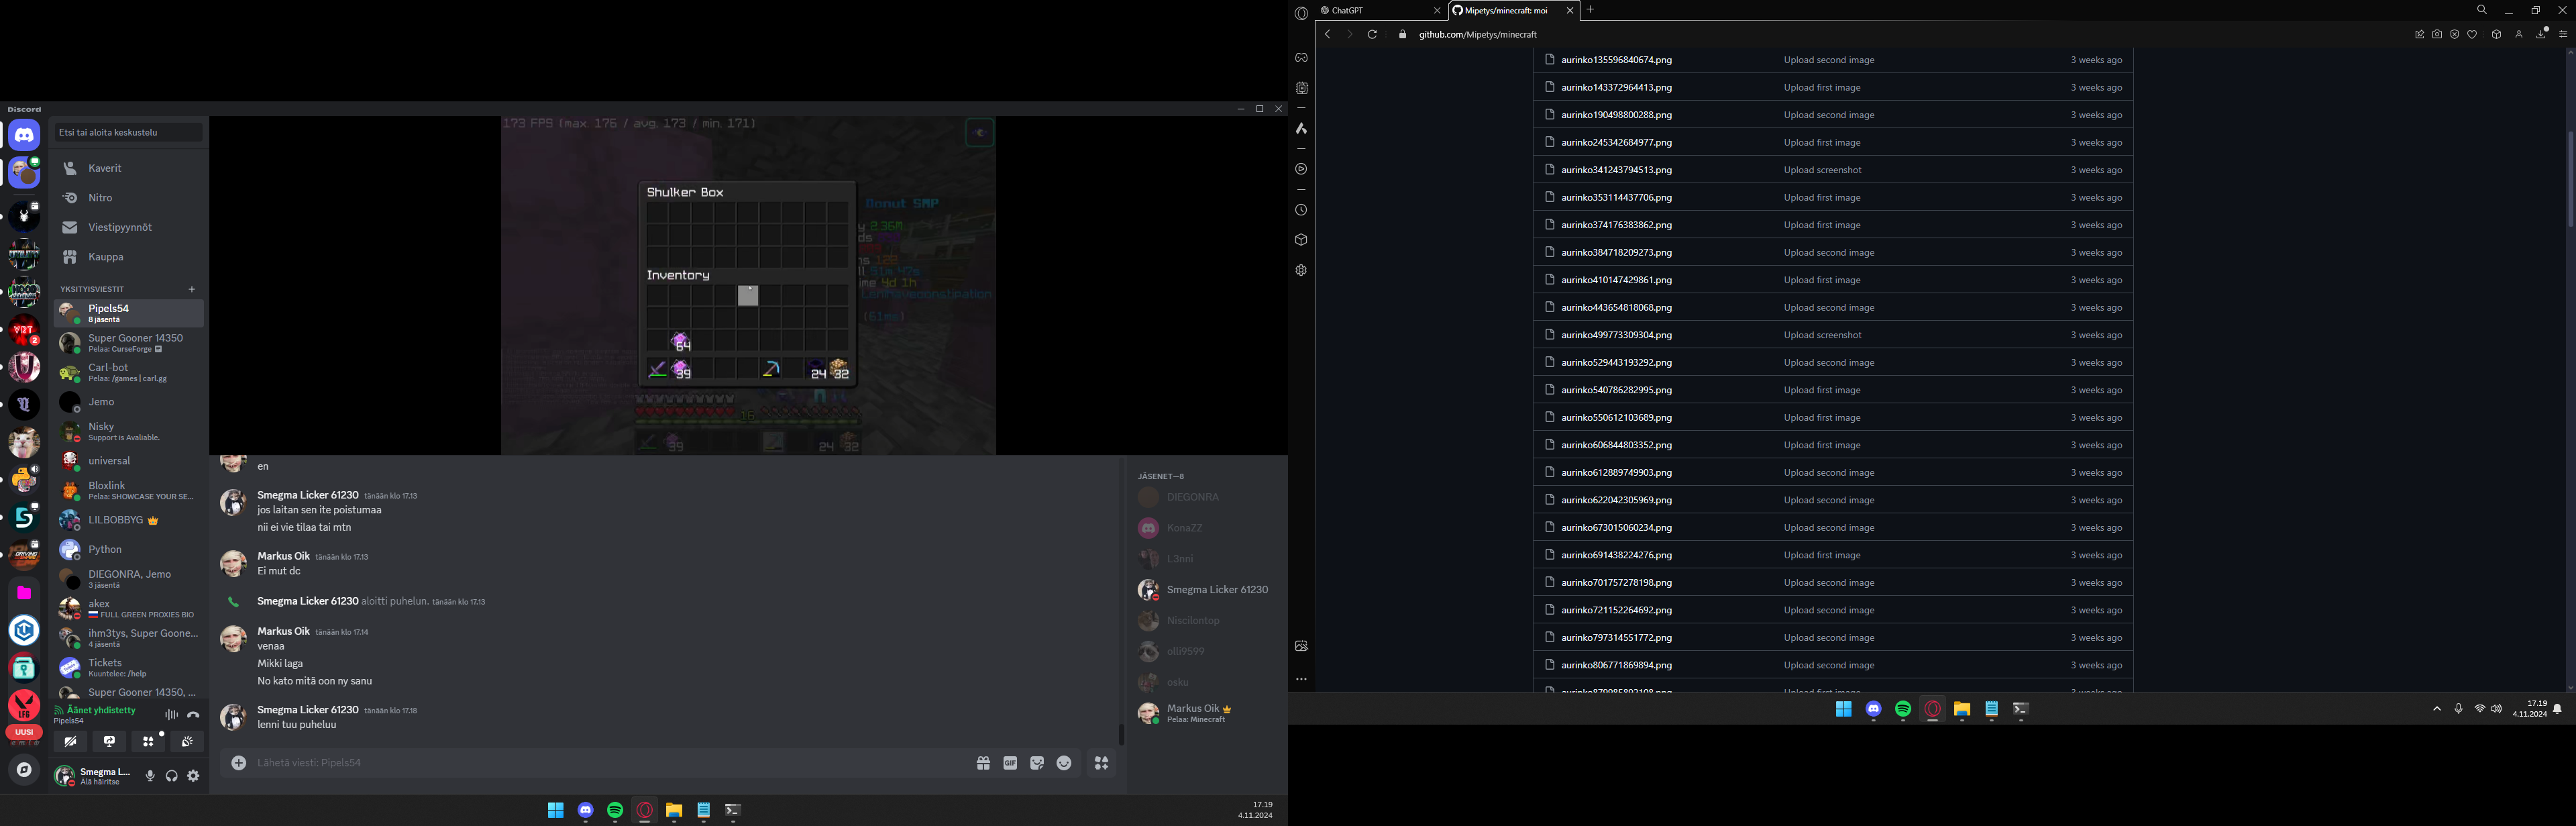 Discord
Etsi tai aloita keskustelu
Kaverit
Nitro
Viestipyynnöt
Kauppa
YKSITYISVIESTIT
Pipels54
8 jäsentä
Super Gooner 14350
Pelaa: CurseForge
Carl-bot
Pelaa: /games | carl.gg
Jemo
Nisky
Support is Avaliable.
universal
Bloxlink
Pelaa: SHOWCASE YOUR SE...
LILBOBBYG
Python
DIEGONRA, Jemo
3 jäsentä
akex
FULL GREEN PROXIES BIO
ihm3tys, Super Goone...
4 jäsentä
Tickets
Kuuntelee: /help
Super Gooner 14350, ...
Äänet yhdistetty
Pipels54
UUSI
Smegma L...
Älä häiritse
173 FPS (max. 176 / avg. 173 / min. 171)
Shulker Box
Inventory
64
39
24
32
Donut SMP
2.36M
122
91m 47s
4d 1h
(61ms)
16
39
24
32
en
Smegma Licker 61230 tänään klo 17.13
jos laitan sen ite poistumaa
nii ei vie tilaa tai mtn
Markus Oik tänään klo 17.13
Ei mut dc
Smegma Licker 61230 aloitti puhelun. tänään klo 17.13
Markus Oik tänään klo 17.14
venaa
Mikki laga
No kato mitä oon ny sanu
Smegma Licker 61230 tänään klo 17.18
lenni tuu puheluu
Lähetä viesti: Pipels54
GIF
JÄSENET—8
DIEGONRA
KonaZZ
L3nni
Smegma Licker 61230
Niscilontop
olli9599
osku
Markus Oik
Pelaa: Minecraft
17.19
4.11.2024
ChatGPT
Mipetys/minecraft: moi
github.com/Mipetys/minecraft
aurinko135596840674.png Upload second image 3 weeks ago
aurinko143372964413.png Upload first image 3 weeks ago
aurinko190498800288.png Upload second image 3 weeks ago
aurinko245342684977.png Upload first image 3 weeks ago
aurinko341243794513.png Upload screenshot 3 weeks ago
aurinko353114437706.png Upload first image 3 weeks ago
aurinko374176383862.png Upload second image 3 weeks ago
aurinko384718209273.png Upload second image 3 weeks ago
aurinko410147429861.png Upload first image 3 weeks ago
aurinko443654818068.png Upload second image 3 weeks ago
aurinko499773309304.png Upload screenshot 3 weeks ago
aurinko529443193292.png Upload second image 3 weeks ago
aurinko540786282995.png Upload first image 3 weeks ago
aurinko550612103689.png Upload first image 3 weeks ago
aurinko606844803352.png Upload first image 3 weeks ago
aurinko612889749903.png Upload second image 3 weeks ago
aurinko622042305969.png Upload second image 3 weeks ago
aurinko673015060234.png Upload second image 3 weeks ago
aurinko691438224276.png Upload first image 3 weeks ago
aurinko701757278198.png Upload second image 3 weeks ago
aurinko721152264692.png Upload second image 3 weeks ago
aurinko797314551772.png Upload second image 3 weeks ago
aurinko806771869894.png Upload second image 3 weeks ago
aurinko879985892108.png Upload first image 3 weeks ago
17.19
4.11.2024